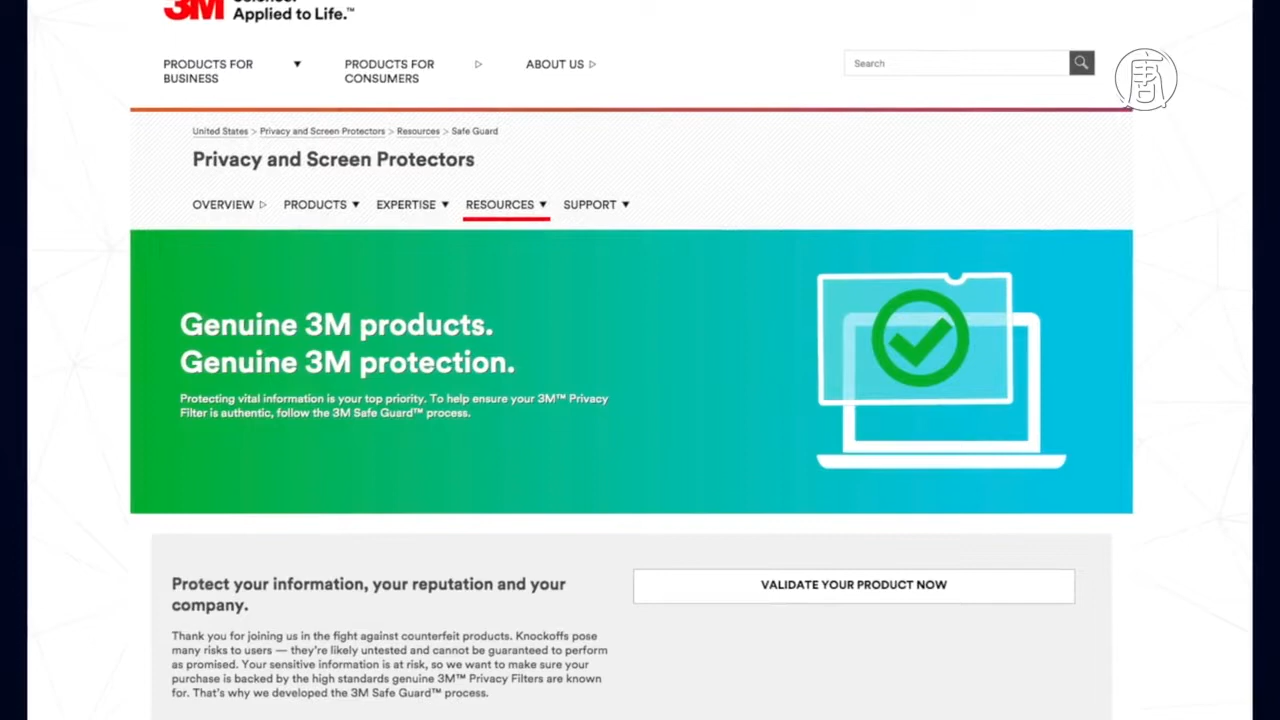 3M Science.
Applied to Life.™
PRODUCTS FOR
BUSINESS
PRODUCTS FOR
CONSUMERS
ABOUT US
Search
唐
United States > Privacy and Screen Protectors > Resources > Safe Guard
Privacy and Screen Protectors
OVERVIEW
PRODUCTS
EXPERTISE
RESOURCES
SUPPORT
Genuine 3M products.
Genuine 3M protection.
Protecting vital information is your top priority. To help ensure your 3M™ Privacy
Filter is authentic, follow the 3M Safe Guard™ process.
Protect your information, your reputation and your
company.
VALIDATE YOUR PRODUCT NOW
Thank you for joining us in the fight against counterfeit products. Knockoffs pose
many risks to users — they're likely untested and cannot be guaranteed to perform
as promised. Your sensitive information is at risk, so we want to make sure your
purchase is backed by the high standards genuine 3M™ Privacy Filters are known
for. That's why we developed the 3M Safe Guard™ process.